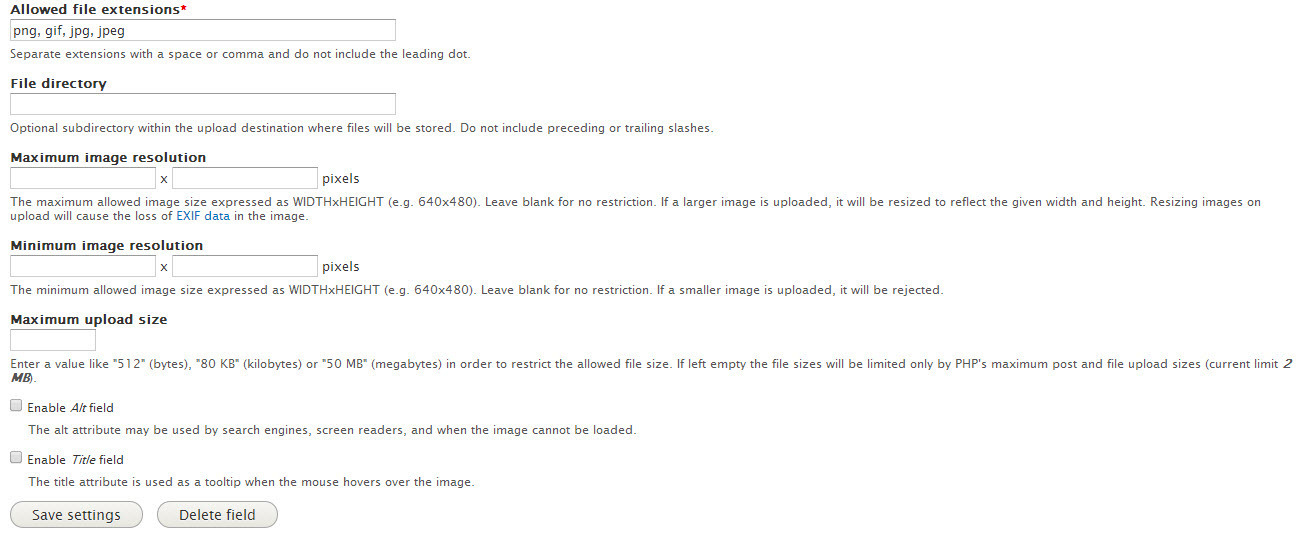 Allowed file extensions*
png, gif, jpg, jpeg
Separate extensions with a space or comma and do not include the leading dot.
File directory
Optional subdirectory within the upload destination where files will be stored. Do not include preceding or trailing slashes.
Maximum image resolution
x pixels
The maximum allowed image size expressed as WIDTHxHEIGHT (e.g. 640x480). Leave blank for no restriction. If a larger image is uploaded, it will be resized to reflect the given width and height. Resizing images on
upload will cause the loss of EXIF data in the image.
Minimum image resolution
x pixels
The minimum allowed image size expressed as WIDTHxHEIGHT (e.g. 640x480). Leave blank for no restriction. If a smaller image is uploaded, it will be rejected.
Maximum upload size
Enter a value like "512" (bytes), "80 KB" (kilobytes) or "50 MB" (megabytes) in order to restrict the allowed file size. If left empty the file sizes will be limited only by PHP's maximum post and file upload sizes (current limit 2
MB).
Enable Alt field
The alt attribute may be used by search engines, screen readers, and when the image cannot be loaded.
Enable Title field
The title attribute is used as a tooltip when the mouse hovers over the image.
Save settings Delete field